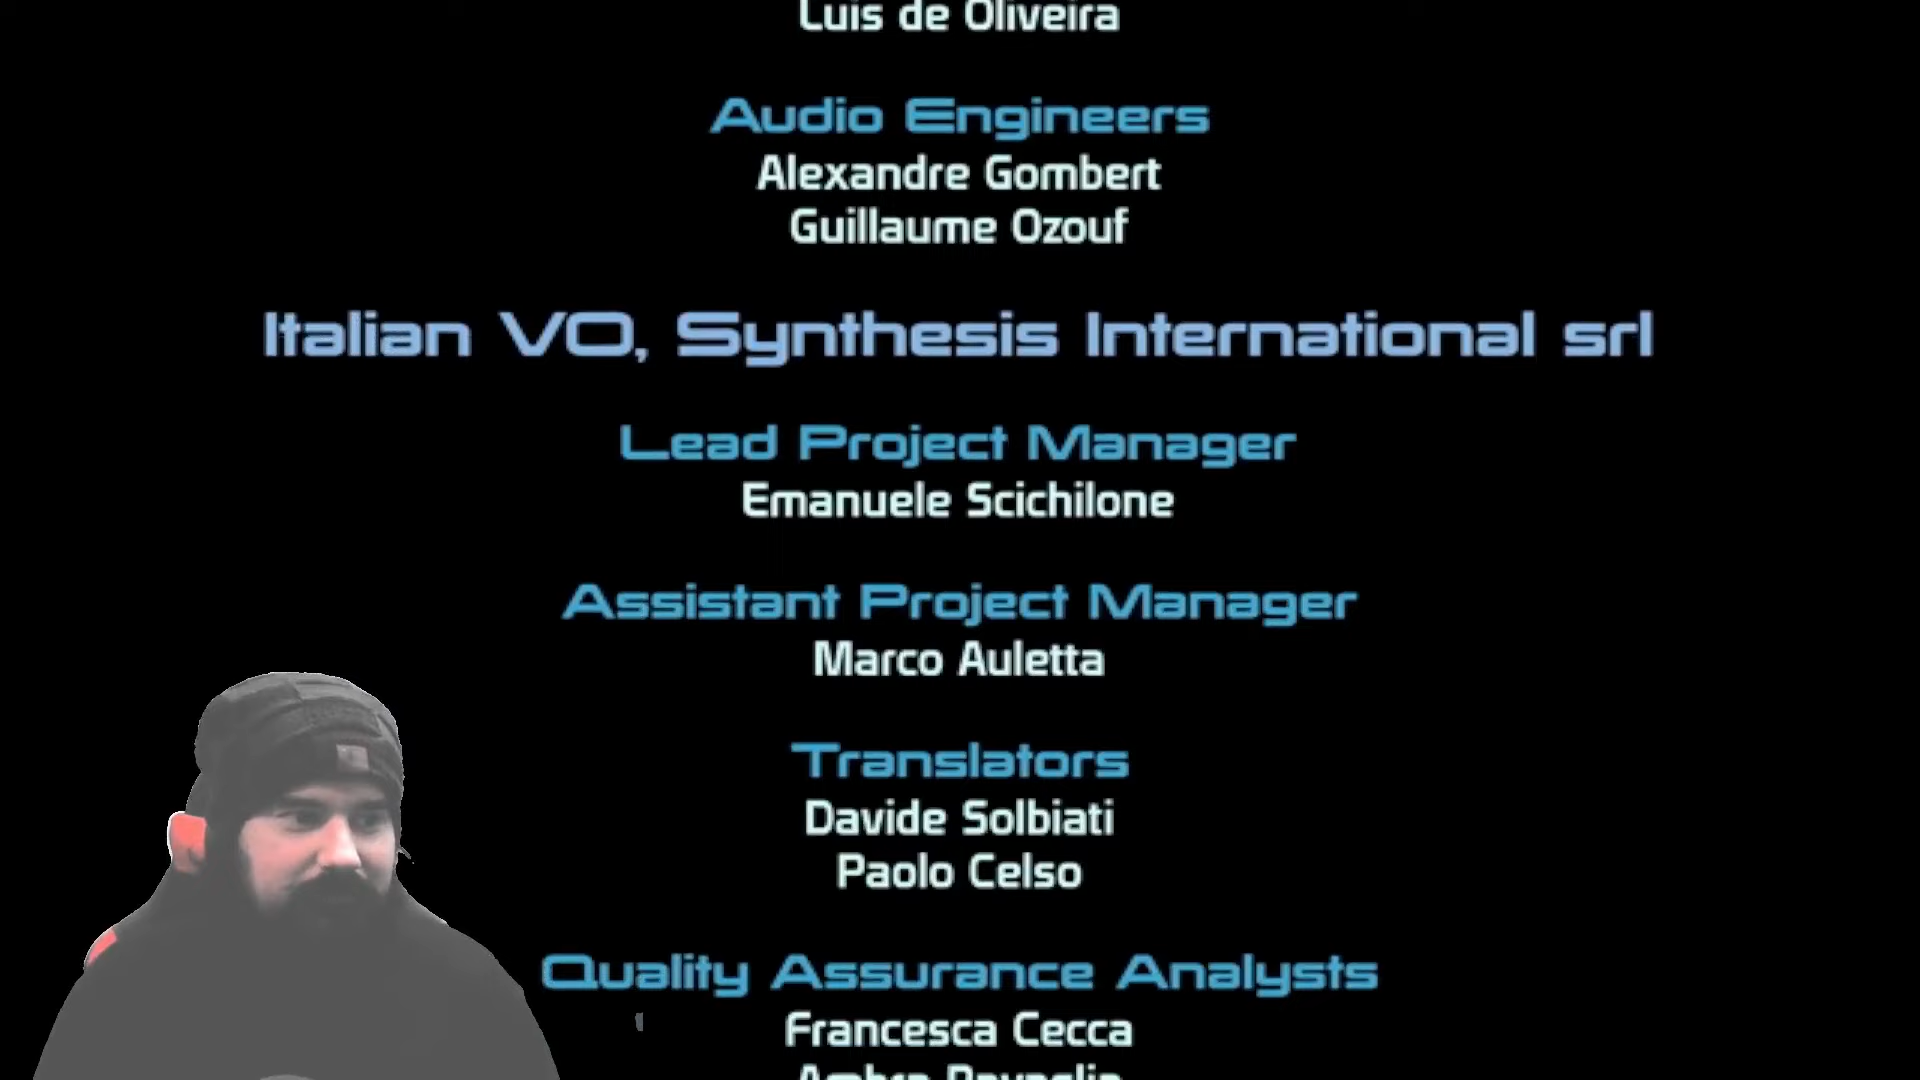 Luis de Oliveira
Audio Engineers
Alexandre Gombert
Guillaume Ozouf
Italian VO, Synthesis International srl
Lead Project Manager
Emanuele Scichilone
Assistant Project Manager
Marco Auletta
Translators
Davide Solbiati
Paolo Celso
Quality Assurance Analysts
Francesca Cecca